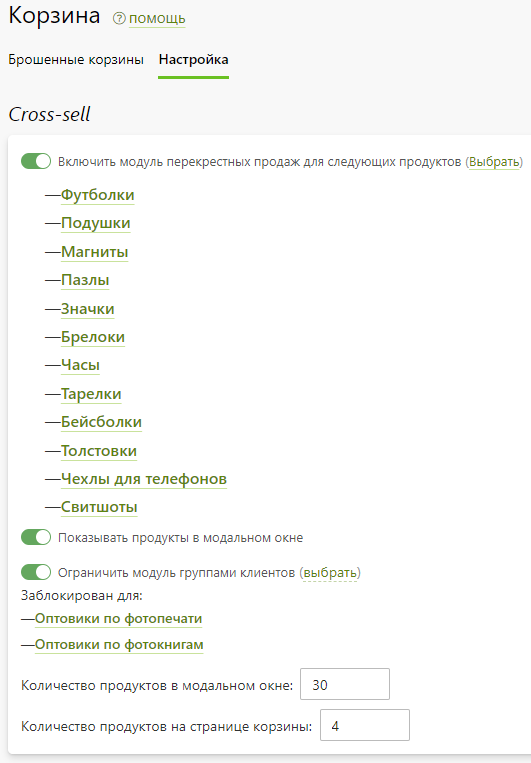 Корзина ? помощь
Брошенные корзины Настройка
Cross-sell
Включить модуль перекрестных продаж для следующих продуктов (Выбрать)
—Футболки
—Подушки
—Магниты
—Пазлы
—Значки
—Брелоки
—Часы
—Тарелки
—Бейсболки
—Толстовки
—Чехлы для телефонов
—Свитшоты
Показывать продукты в модальном окне
Ограничить модуль группами клиентов (выбрать)
Заблокирован для:
—Оптовики по фотопечати
—Оптовики по фотокнигам
Количество продуктов в модальном окне: 30
Количество продуктов на странице корзины: 4